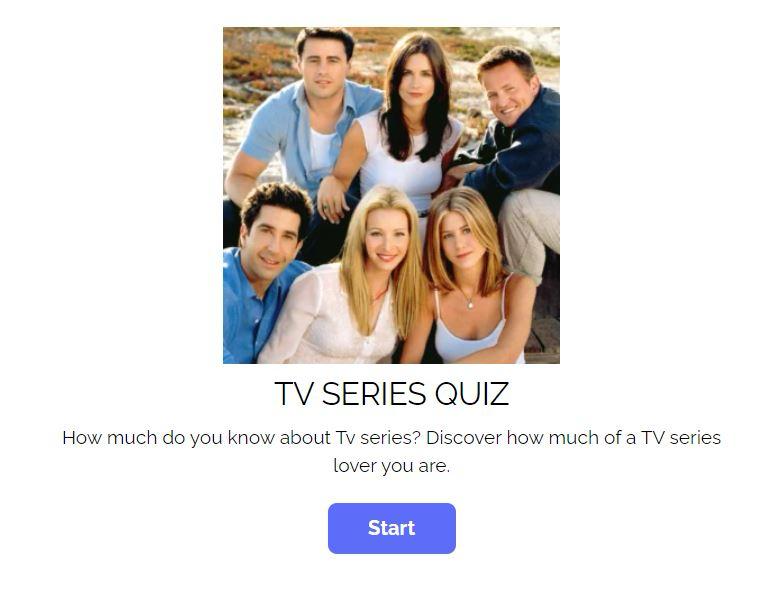 TV SERIES QUIZ
How much do you know about Tv series? Discover how much of a TV series
lover you are.
Start